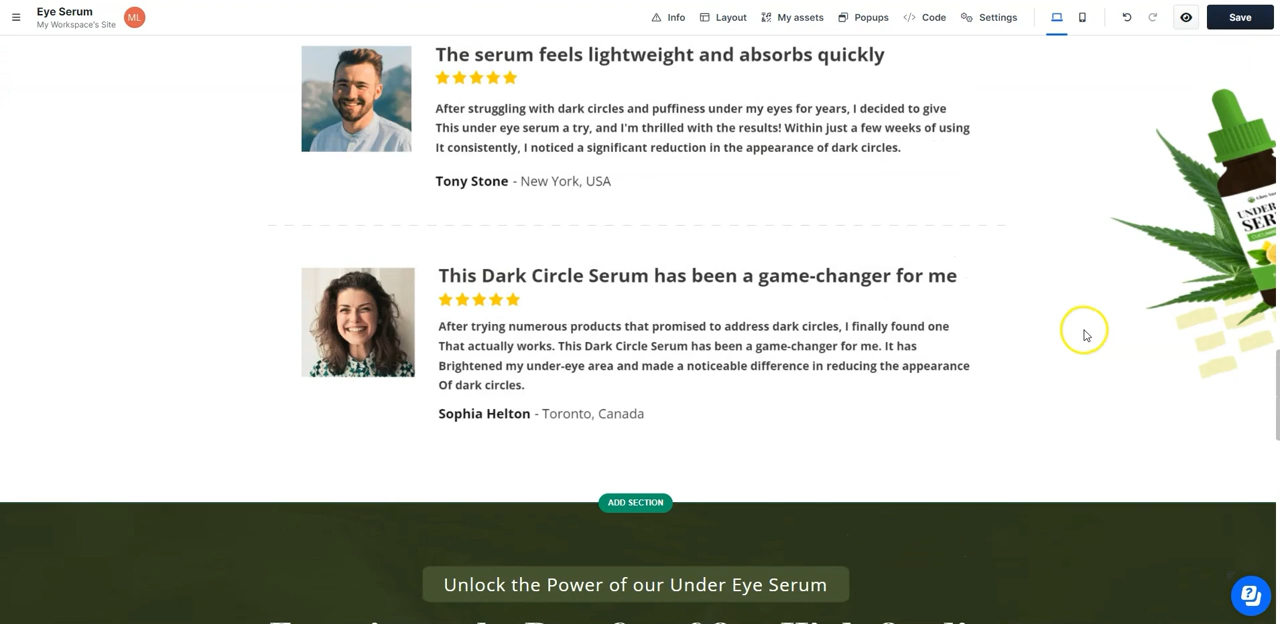 Eye Serum
My Workspace's Site
ML
Info
Layout
My assets
Popups
</> Code
Settings
Save
The serum feels lightweight and absorbs quickly
After struggling with dark circles and puffiness under my eyes for years, I decided to give
This under eye serum a try, and I'm thrilled with the results! Within just a few weeks of using
It consistently, I noticed a significant reduction in the appearance of dark circles.
Tony Stone - New York, USA
This Dark Circle Serum has been a game-changer for me
After trying numerous products that promised to address dark circles, I finally found one
That actually works. This Dark Circle Serum has been a game-changer for me. It has
Brightened my under-eye area and made a noticeable difference in reducing the appearance
Of dark circles.
Sophia Helton - Toronto, Canada
ADD SECTION
Unlock the Power of our Under Eye Serum